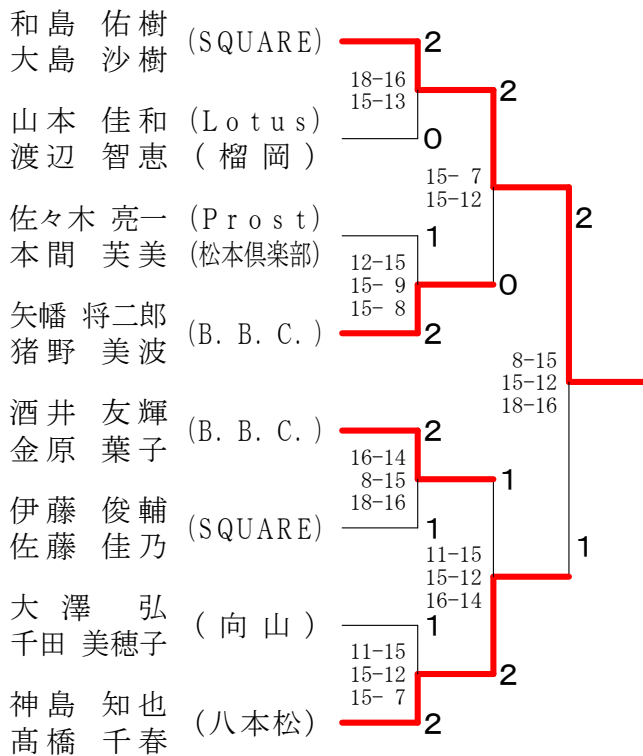 和島 佑樹 (SQUARE) 2
大島 沙樹
18-16
15-13
2
山本 佳和 (Lotus)
渡辺 智恵 (榴岡)
0
15- 7
15-12
2
佐々木 亮一 (Prost) 1
本間 芙美 (松本倶楽部)
12-15
15- 9
15- 8
0
矢幡 将二郎 (B.B.C.) 2
猪野 美波
8-15
15-12
18-16
酒井 友輝 (B.B.C.) 2
金原 葉子
16-14
8-15
18-16
1
伊藤 俊輔 (SQUARE) 1
佐藤 佳乃
11-15
15-12
16-14
1
大澤 弘 (向山) 1
千田 美穂子
11-15
15-12
15- 7
2
神島 知也 (八本松) 2
髙橋 千春